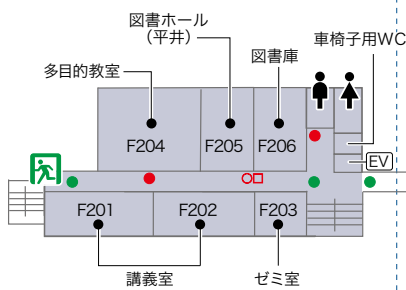 図書ホール
（平井）
車椅子用WC
図書庫
多目的教室
F204
F205
F206
EV
F201
F202
F203
講義室
ゼミ室